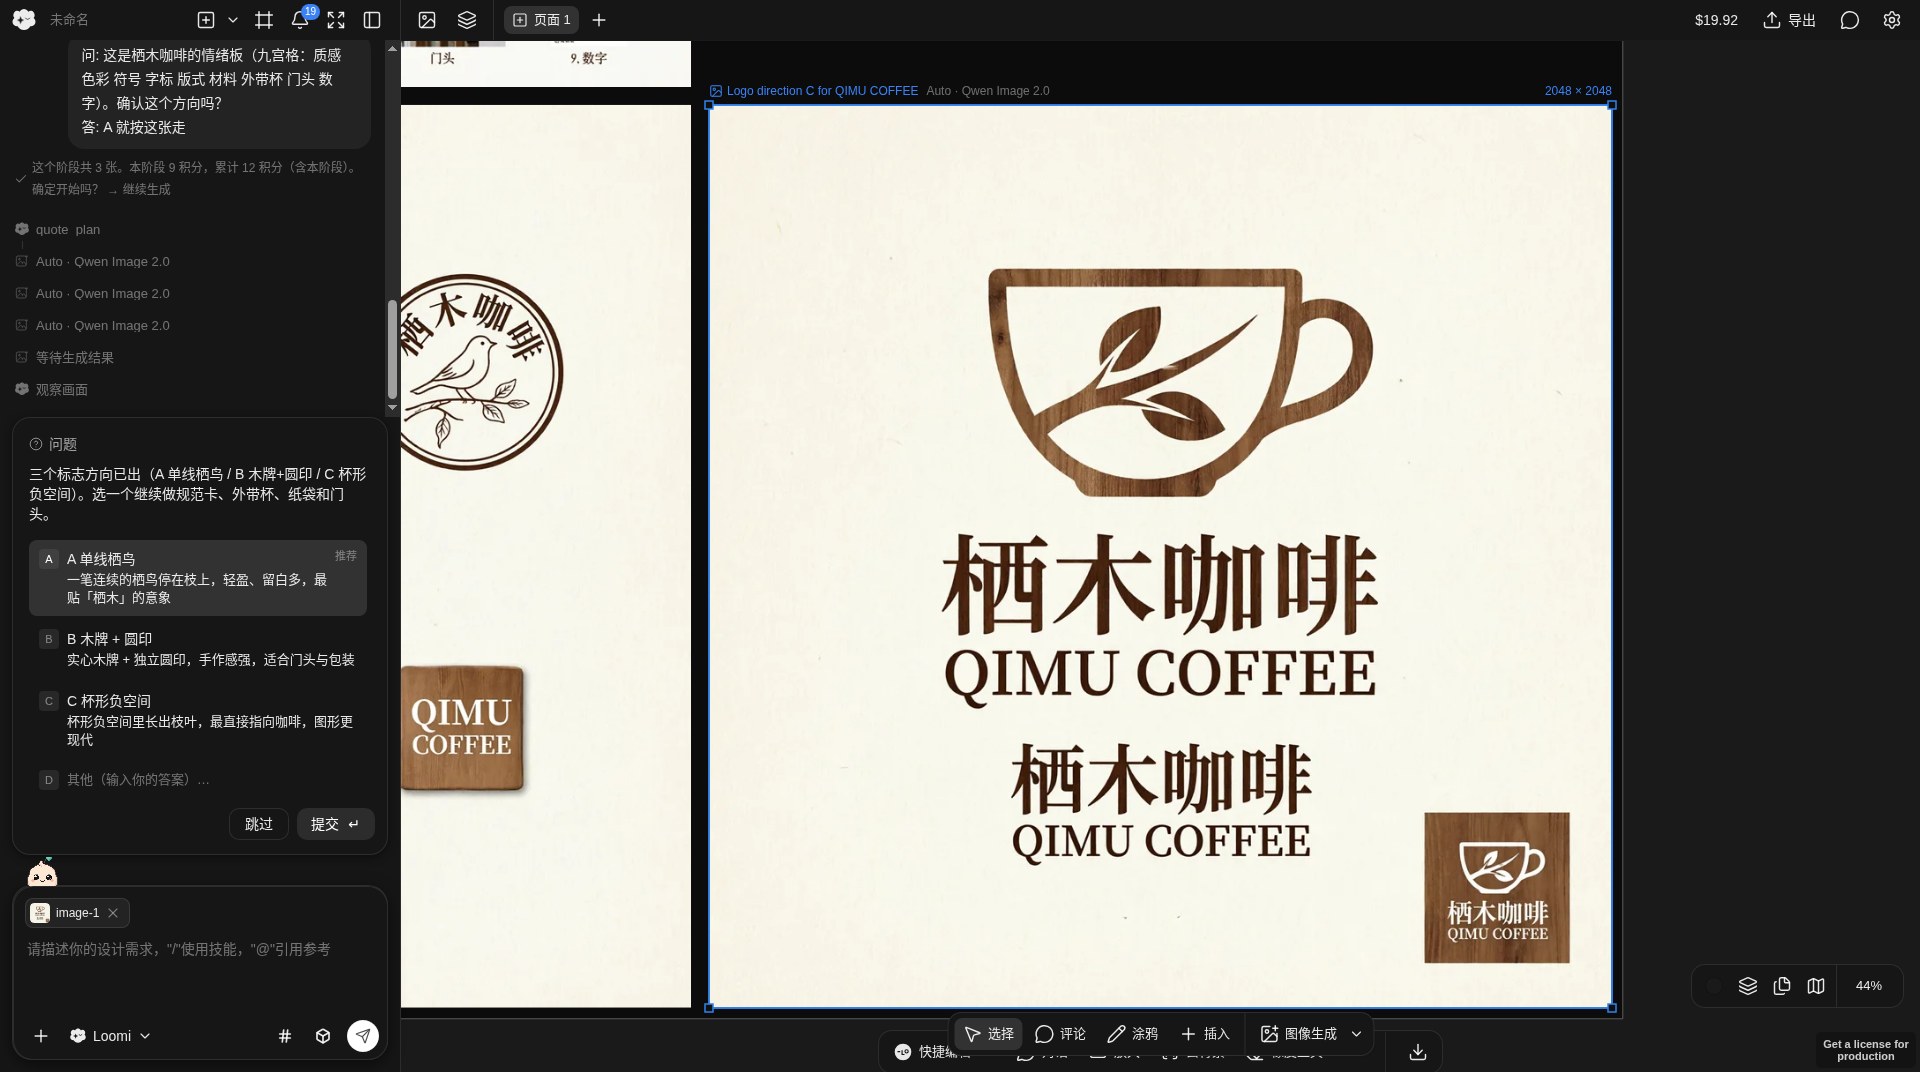 未命名
19
页面 1
$19.92
导出
问: 这是栖木咖啡的情绪板（九宫格：质感
色彩 符号 字标 版式 材料 外带杯 门头 数
字）。确认这个方向吗？
答: A 就按这张走
这个阶段共 3 张。本阶段 9 积分，累计 12 积分（含本阶段）。
确定开始吗？ → 继续生成
quote_plan
Auto · Qwen Image 2.0
Auto · Qwen Image 2.0
Auto · Qwen Image 2.0
等待生成结果
观察画面
问题
三个标志方向已出（A 单线栖鸟 / B 木牌+圆印 / C 杯形
负空间）。选一个继续做规范卡、外带杯、纸袋和门
头。
A
A 单线栖鸟
推荐
一笔连续的栖鸟停在枝上，轻盈、留白多，最
贴「栖木」的意象
B
B 木牌 + 圆印
实心木牌 + 独立圆印，手作感强，适合门头与包装
C
C 杯形负空间
杯形负空间里长出枝叶，最直接指向咖啡，图形更
现代
D
其他（输入你的答案）...
跳过
提交
image-1
请描述你的设计需求，"/"使用技能，"@"引用参考
Loomi
门头
9. 数字
栖木咖啡
QIMU
COFFEE
Logo direction C for QIMU COFFEE
Auto · Qwen Image 2.0
2048 × 2048
栖木咖啡
QIMU COFFEE
栖木咖啡
QIMU COFFEE
栖木咖啡
QIMU COFFEE
选择
评论
涂鸦
插入
图像生成
快捷编
44%
Get a license for
production